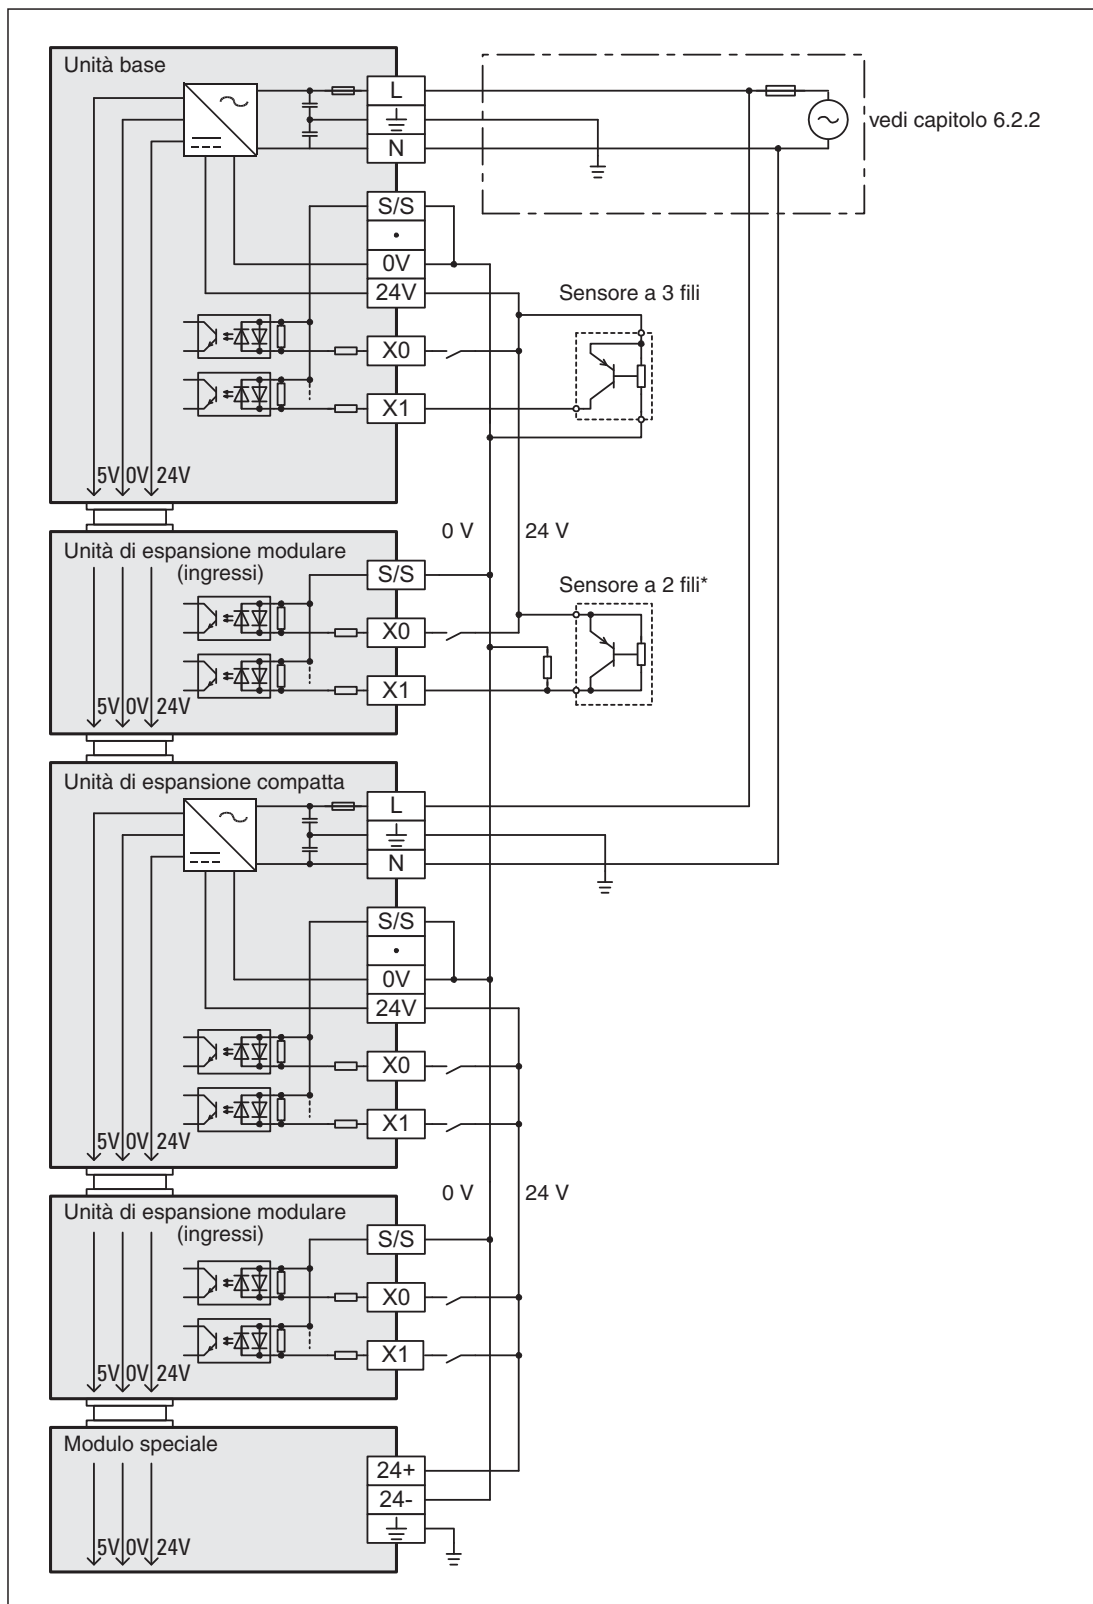 Unità base
L
N
vedi capitolo 6.2.2
S/S
0V
24V
Sensore a 3 fili
X0
X1
5V 0V 24V
0 V 24 V
Unità di espansione modulare
(ingressi)
S/S
Sensore a 2 fili*
X0
X1
5V 0V 24V
Unità di espansione compatta
L
N
S/S
0V
24V
X0
X1
5V 0V 24V
0 V 24 V
Unità di espansione modulare
(ingressi)
S/S
X0
X1
5V 0V 24V
Modulo speciale
24+
24-
5V 0V 24V